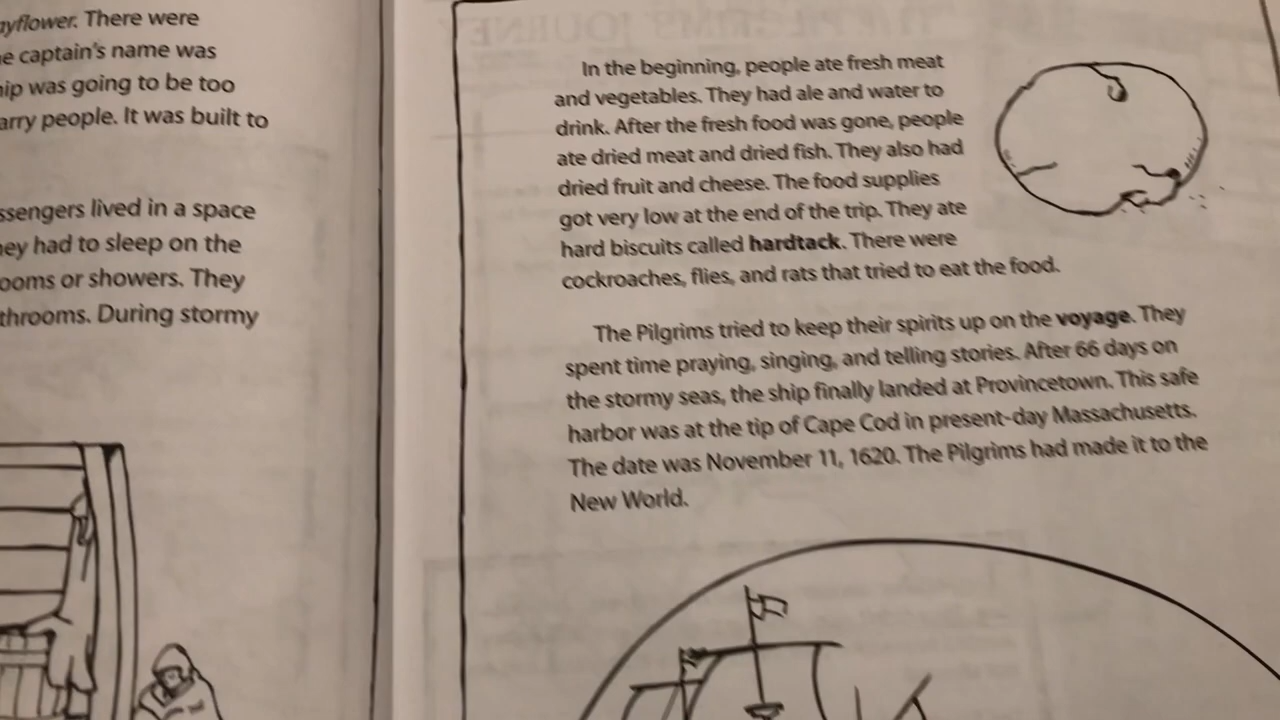 ayflower. There were
e captain's name was
ip was going to be too
arry people. It was built to
ssengers lived in a space
ey had to sleep on the
ooms or showers. They
throoms. During stormy
In the beginning, people ate fresh meat
and vegetables. They had ale and water to
drink. After the fresh food was gone, people
ate dried meat and dried fish. They also had
dried fruit and cheese. The food supplies
got very low at the end of the trip. They ate
hard biscuits called hardtack. There were
cockroaches, flies, and rats that tried to eat the food.
The Pilgrims tried to keep their spirits up on the voyage. They
spent time praying, singing, and telling stories. After 66 days on
the stormy seas, the ship finally landed at Provincetown. This safe
harbor was at the tip of Cape Cod in present-day Massachusetts.
The date was November 11, 1620. The Pilgrims had made it to the
New World.